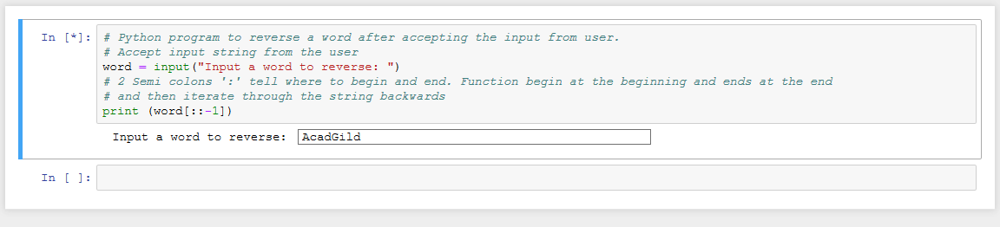 In [*]: # Python program to reverse a word after accepting the input from user.
# Accept input string from the user
word = input("Input a word to reverse: ")
# 2 Semi colons ':' tell where to begin and end. Function begin at the beginning and ends at the end
# and then iterate through the string backwards
print (word[::-1])
Input a word to reverse: AcadGild
In [ ]: